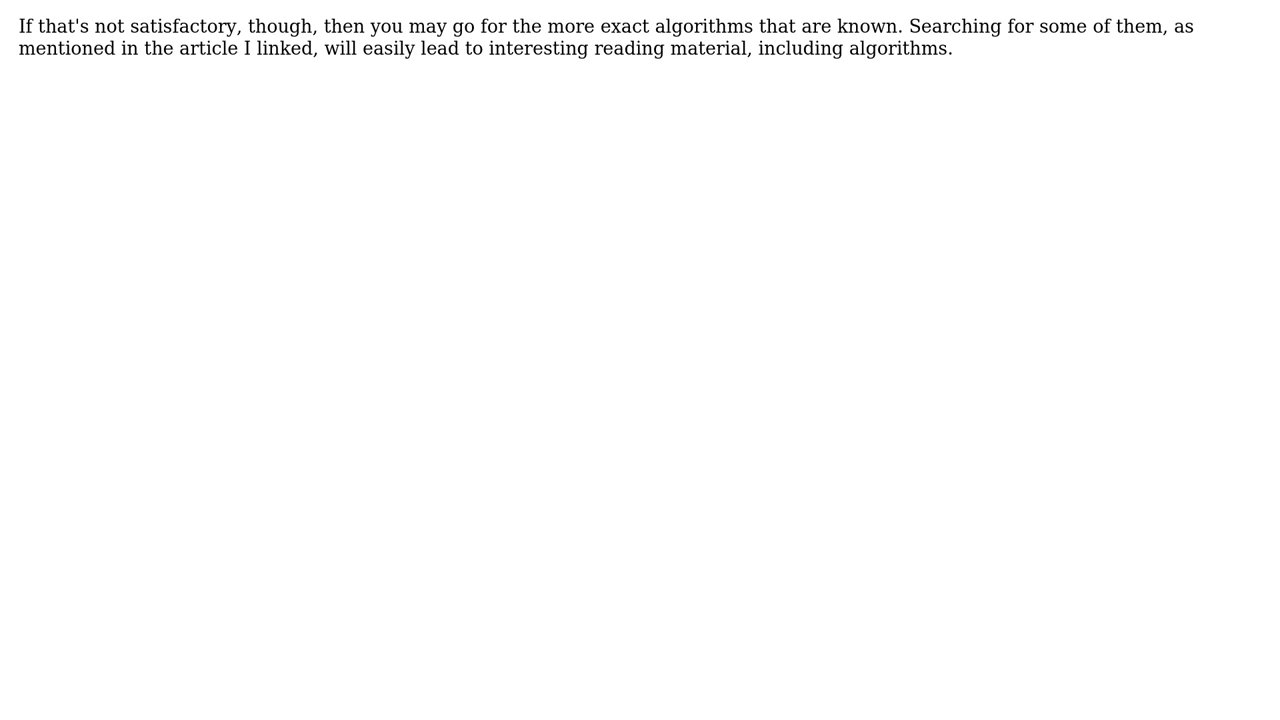 If that's not satisfactory, though, then you may go for the more exact algorithms that are known. Searching for some of them, as
mentioned in the article I linked, will easily lead to interesting reading material, including algorithms.